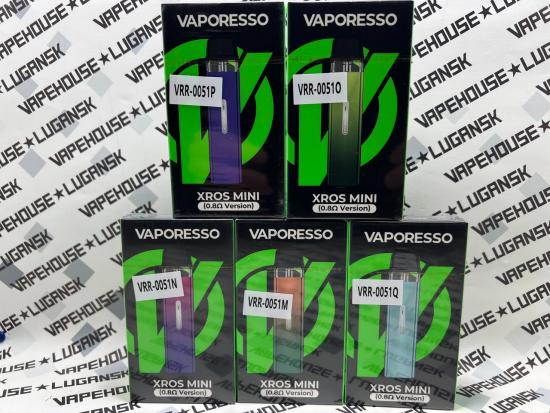 VAPEHOUSE★LUGANSK
VAPORESSO
VRR-0051P
XROS MINI
(0.8Ω Version)
VAPORESSO
VRR-0051O
XROS MINI
(0.8Ω Version)
VAPORESSO
VRR-0051N
XROS MINI
(0.8Ω Version)
VAPORESSO
VRR-0051M
XROS MINI
(0.8Ω Version)
VAPORESSO
VRR-0051Q
XROS MINI
(0.8Ω Version)